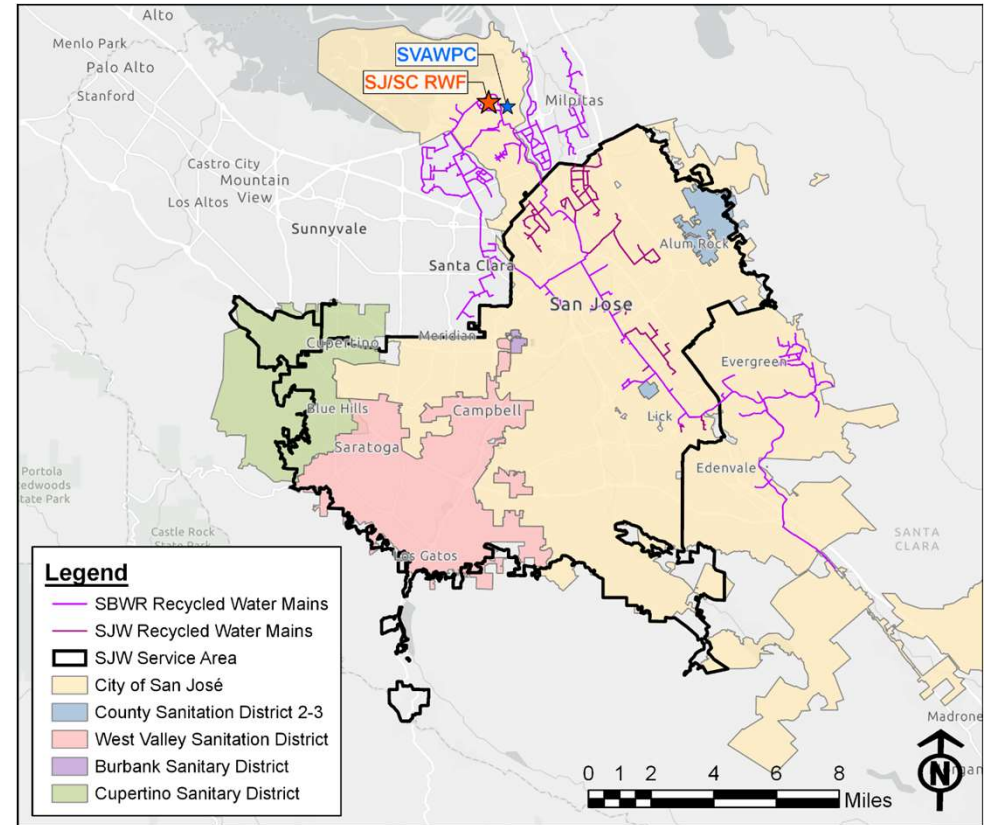 Alto
Menlo Park
Palo Alto
Stanford
SVAWPC
SJ/SC RWF
Milpitas
Castro City
Mountain
View
Los Altos
Sunnyvale
Alum Rock
Santa Clara
San Jose
Meridian
Cupertino
Evergreen
Blue Hills
Campbell
Lick
Saratoga
Edenvale
Portola
edwoods
tate Park
Castle Rock
State Park
SANTA
CLARA
Los Gatos
Legend
SBWR Recycled Water Mains
SJW Recycled Water Mains
SJW Service Area
City of San José
County Sanitation District 2-3
West Valley Sanitation District
Burbank Sanitary District
Cupertino Sanitary District
Madrone
rgan
0 1 2 4 6 8
Miles
N